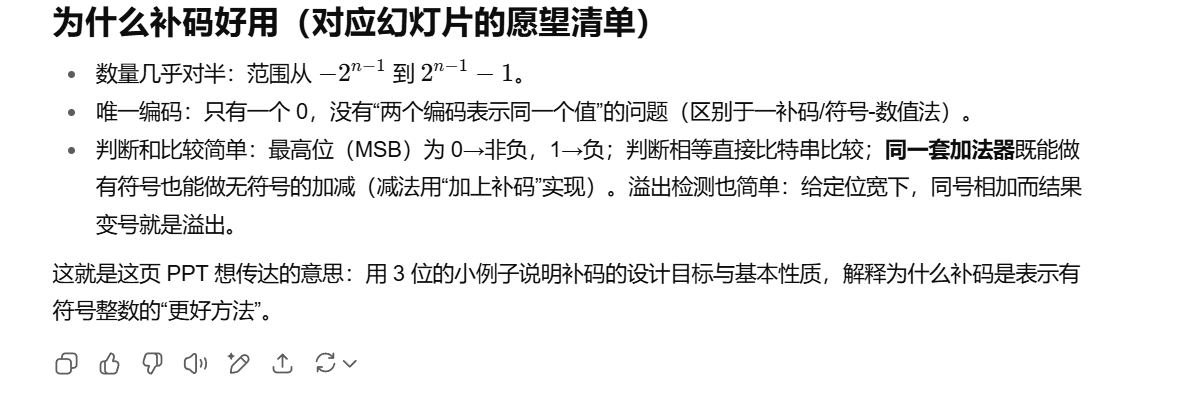 为什么补码好用（对应幻灯片的愿望清单）
• 数量几乎对半：范围从 −2ⁿ⁻¹ 到 2ⁿ⁻¹ − 1。
• 唯一编码：只有一个 0，没有“两个编码表示同一个值”的问题（区别于一补码/符号-数值法）。
• 判断和比较简单：最高位（MSB）为 0→非负，1→负；判断相等直接比特串比较；同一套加法器既能做
有符号也能做无符号的加减（减法用“加上补码”实现）。溢出检测也简单：给定位宽下，同号相加而结果
变号就是溢出。
这就是这页 PPT 想传达的意思：用 3 位的小例子说明补码的设计目标与基本性质，解释为什么补码是表示有
符号整数的“更好方法”。